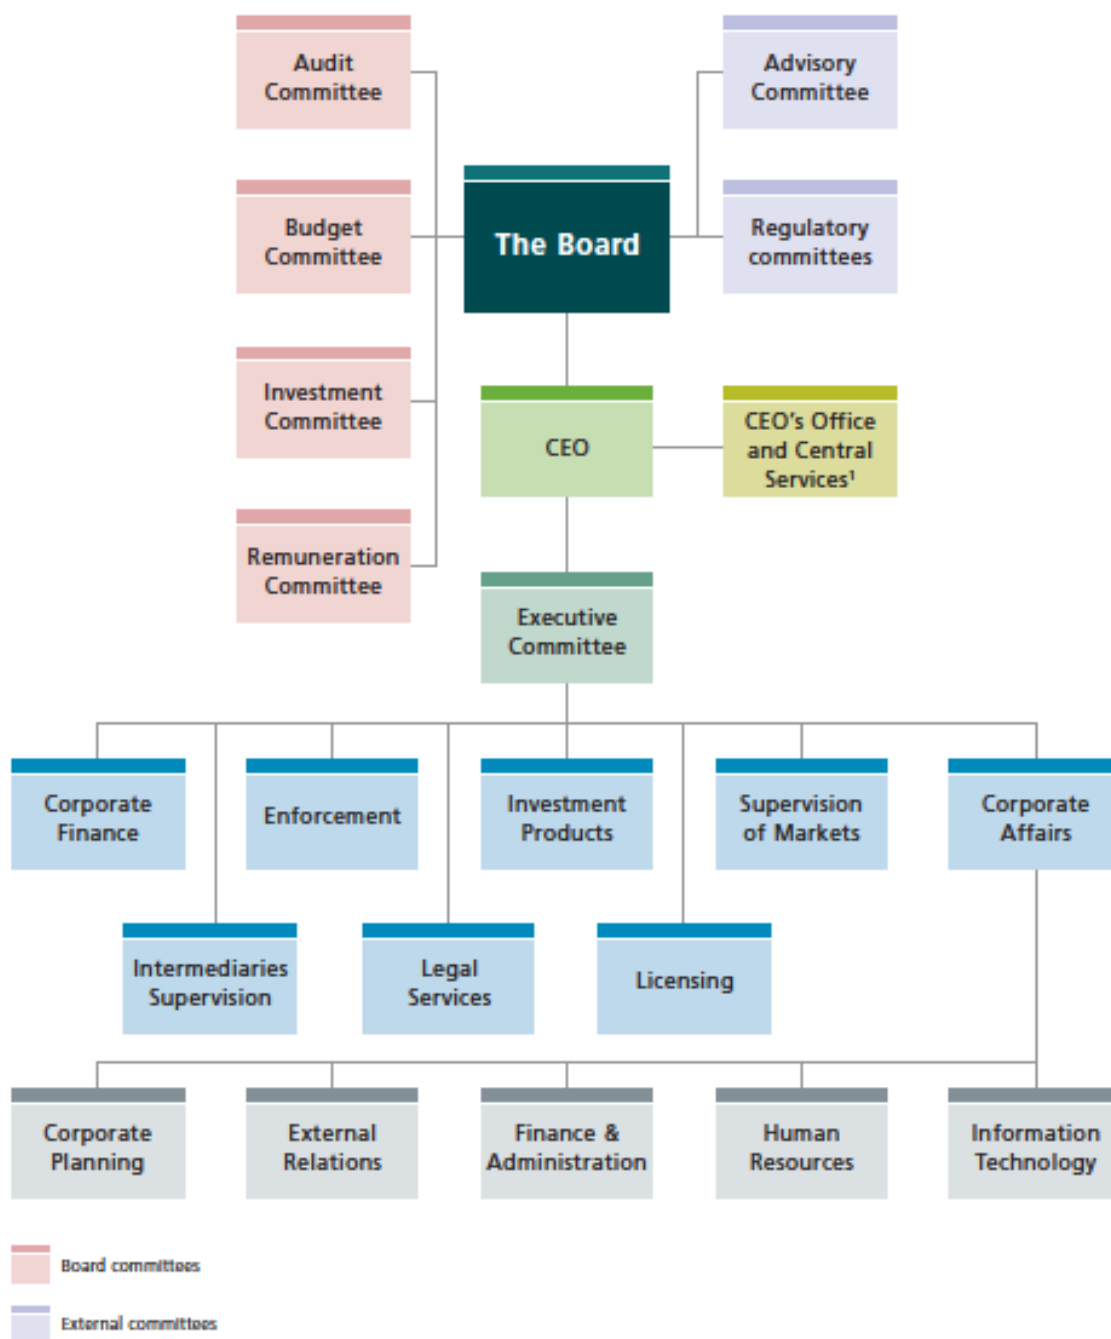 Audit
Committee
Advisory
Committee
Budget
Committee
The Board
Regulatory
committees
Investment
Committee
CEO
CEO's Office
and Central
Services¹
Remuneration
Committee
Executive
Committee
Corporate
Finance
Enforcement
Investment
Products
Supervision
of Markets
Corporate
Affairs
Intermediaries
Supervision
Legal
Services
Licensing
Corporate
Planning
External
Relations
Finance &
Administration
Human
Resources
Information
Technology
Board committees
External committees